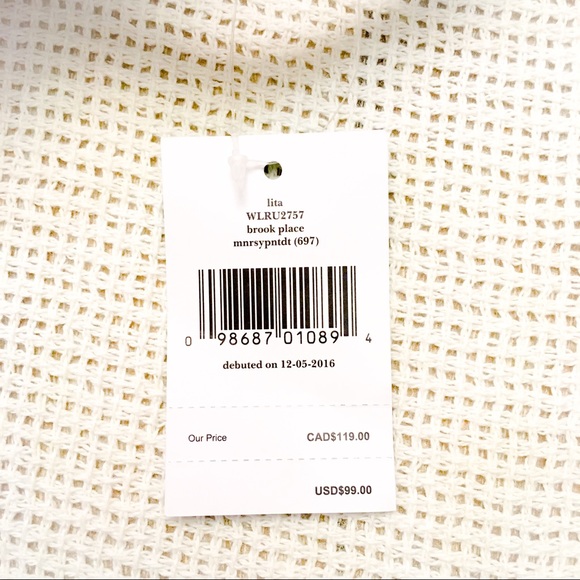 lita
WLRU2757
brook place
mnrsypntdt (697)
0 98687 01089 4
debuted on 12-05-2016
Our Price CAD$119.00
USD$99.00